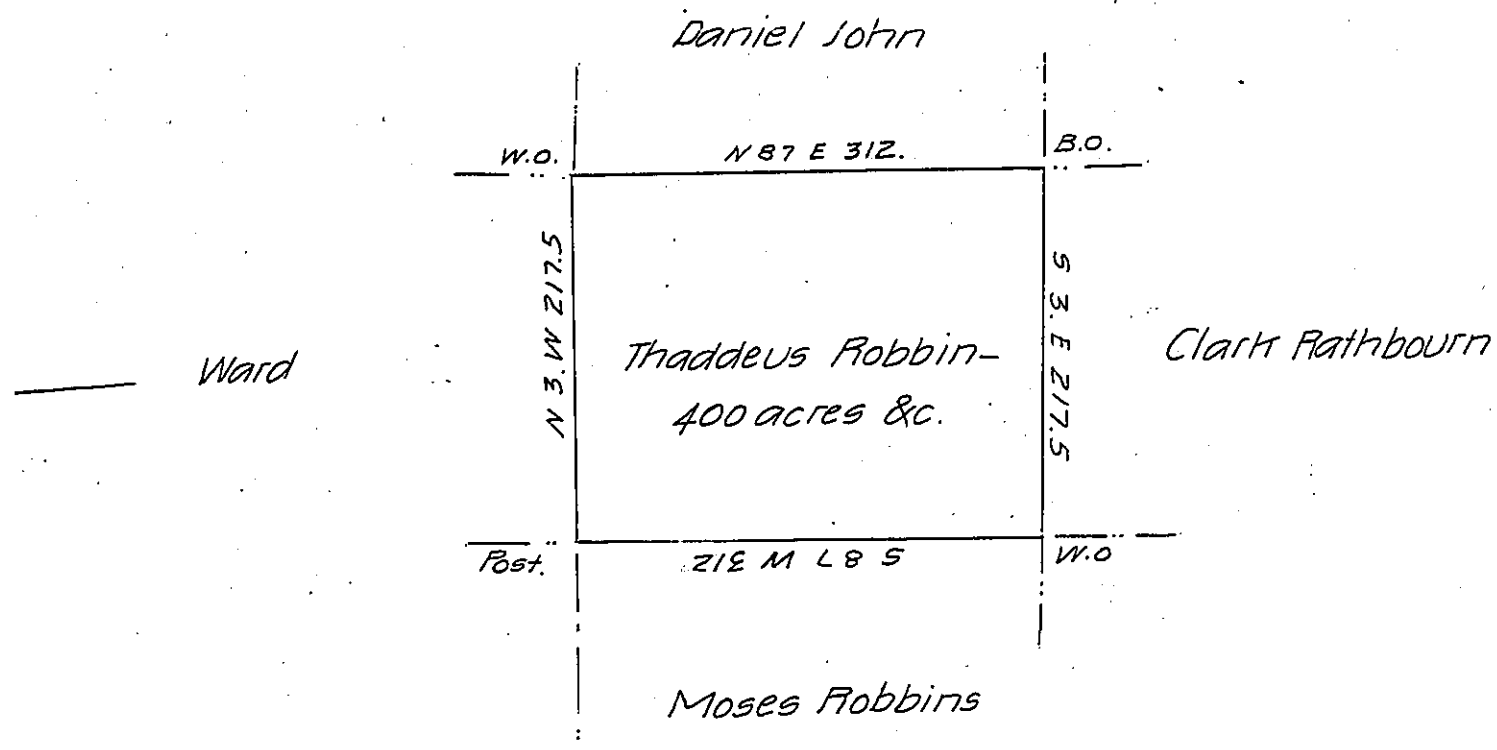 Daniel John
W.O.
N 87 E 312.
B.O.
N 3. W 217.5
S 3. E 217.5
Ward
Thaddeus Robbin-
400 acres &c.
Clark Rathbourn
Post.
S 87 W 312
W.O
Moses Robbins